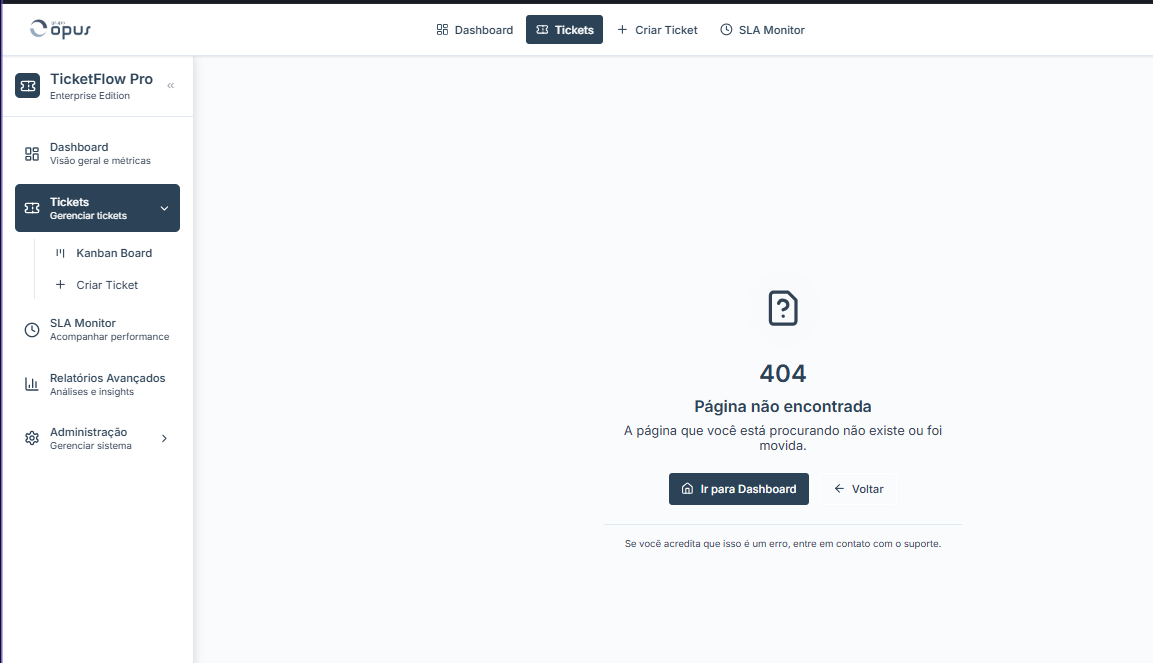 grupo
opus
Dashboard
Tickets
Criar Ticket
SLA Monitor
TicketFlow Pro
Enterprise Edition
«
Dashboard
Visão geral e métricas
Tickets
Gerenciar tickets
Kanban Board
Criar Ticket
SLA Monitor
Acompanhar performance
Relatórios Avançados
Análises e insights
Administração
Gerenciar sistema
?
404
Página não encontrada
A página que você está procurando não existe ou foi
movida.
Ir para Dashboard
Voltar
Se você acredita que isso é um erro, entre em contato com o suporte.